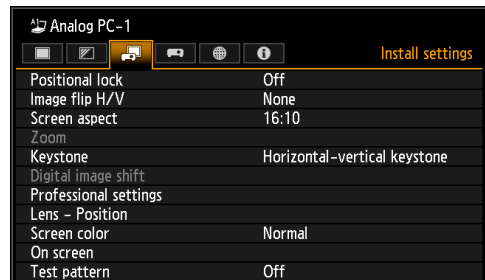 Analog PC-1
Install settings
Positional lock Off
Image flip H/V None
Screen aspect 16:10
Zoom
Keystone Horizontal-vertical keystone
Digital image shift
Professional settings
Lens - Position
Screen color Normal
On screen
Test pattern Off